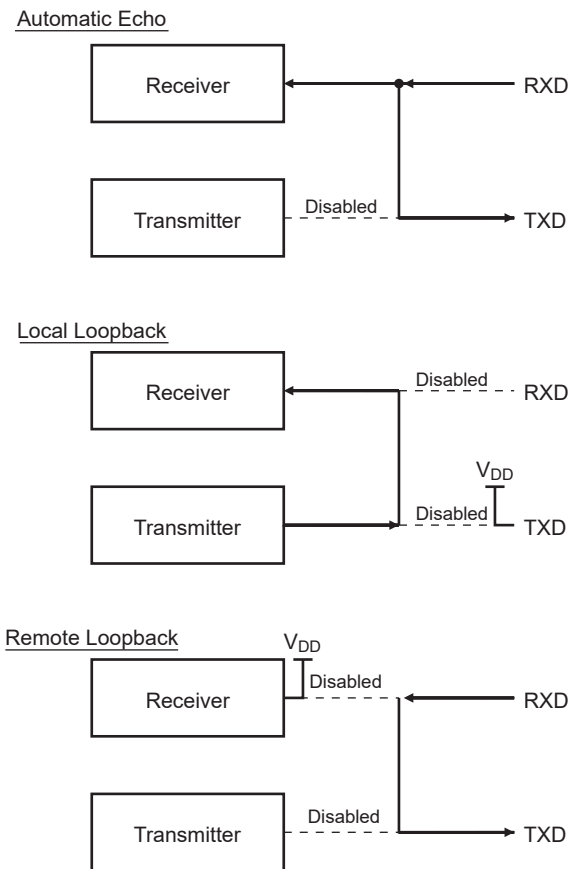 Automatic Echo
Receiver
RXD
Transmitter
Disabled
TXD
Local Loopback
Receiver
Disabled
RXD
VDD
Transmitter
Disabled
TXD
Remote Loopback
VDD
Receiver
Disabled
RXD
Transmitter
Disabled
TXD